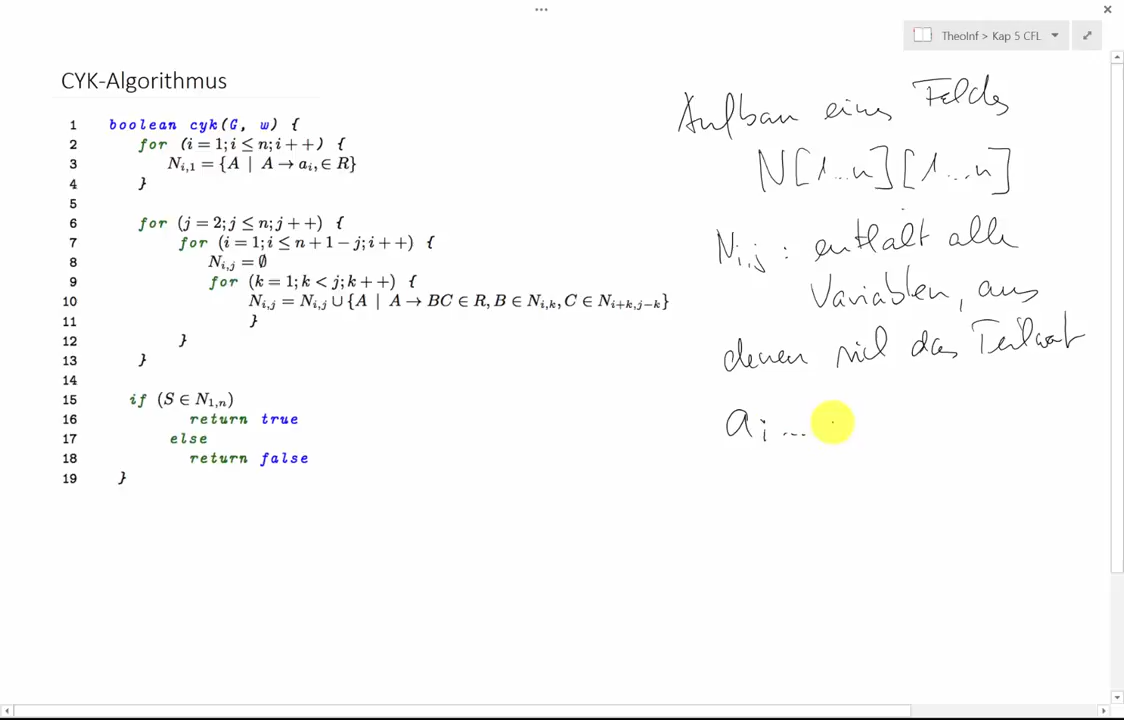 TheoInf > Kap 5 CFL
CYK-Algorithmus
1 boolean cyk(G, w) {
2 for (i = 1; i ≤ n; i++) {
3 N_{i,1} = {A | A → a_i, ∈ R}
4 }
5
6 for (j = 2; j ≤ n; j++) {
7 for (i = 1; i ≤ n + 1 − j; i++) {
8 N_{i,j} = ∅
9 for (k = 1; k < j; k++) {
10 N_{i,j} = N_{i,j} ∪ {A | A → BC ∈ R, B ∈ N_{i,k}, C ∈ N_{i+k,j−k}}
11 }
12 }
13 }
14
15 if (S ∈ N_{1,n})
16 return true
17 else
18 return false
19 }
Aufbau eines Feldes
N[1...n][1...n]
N_{i,j} : enthält alle
Variablen, aus
denen sich das Teilwort
a_i ...